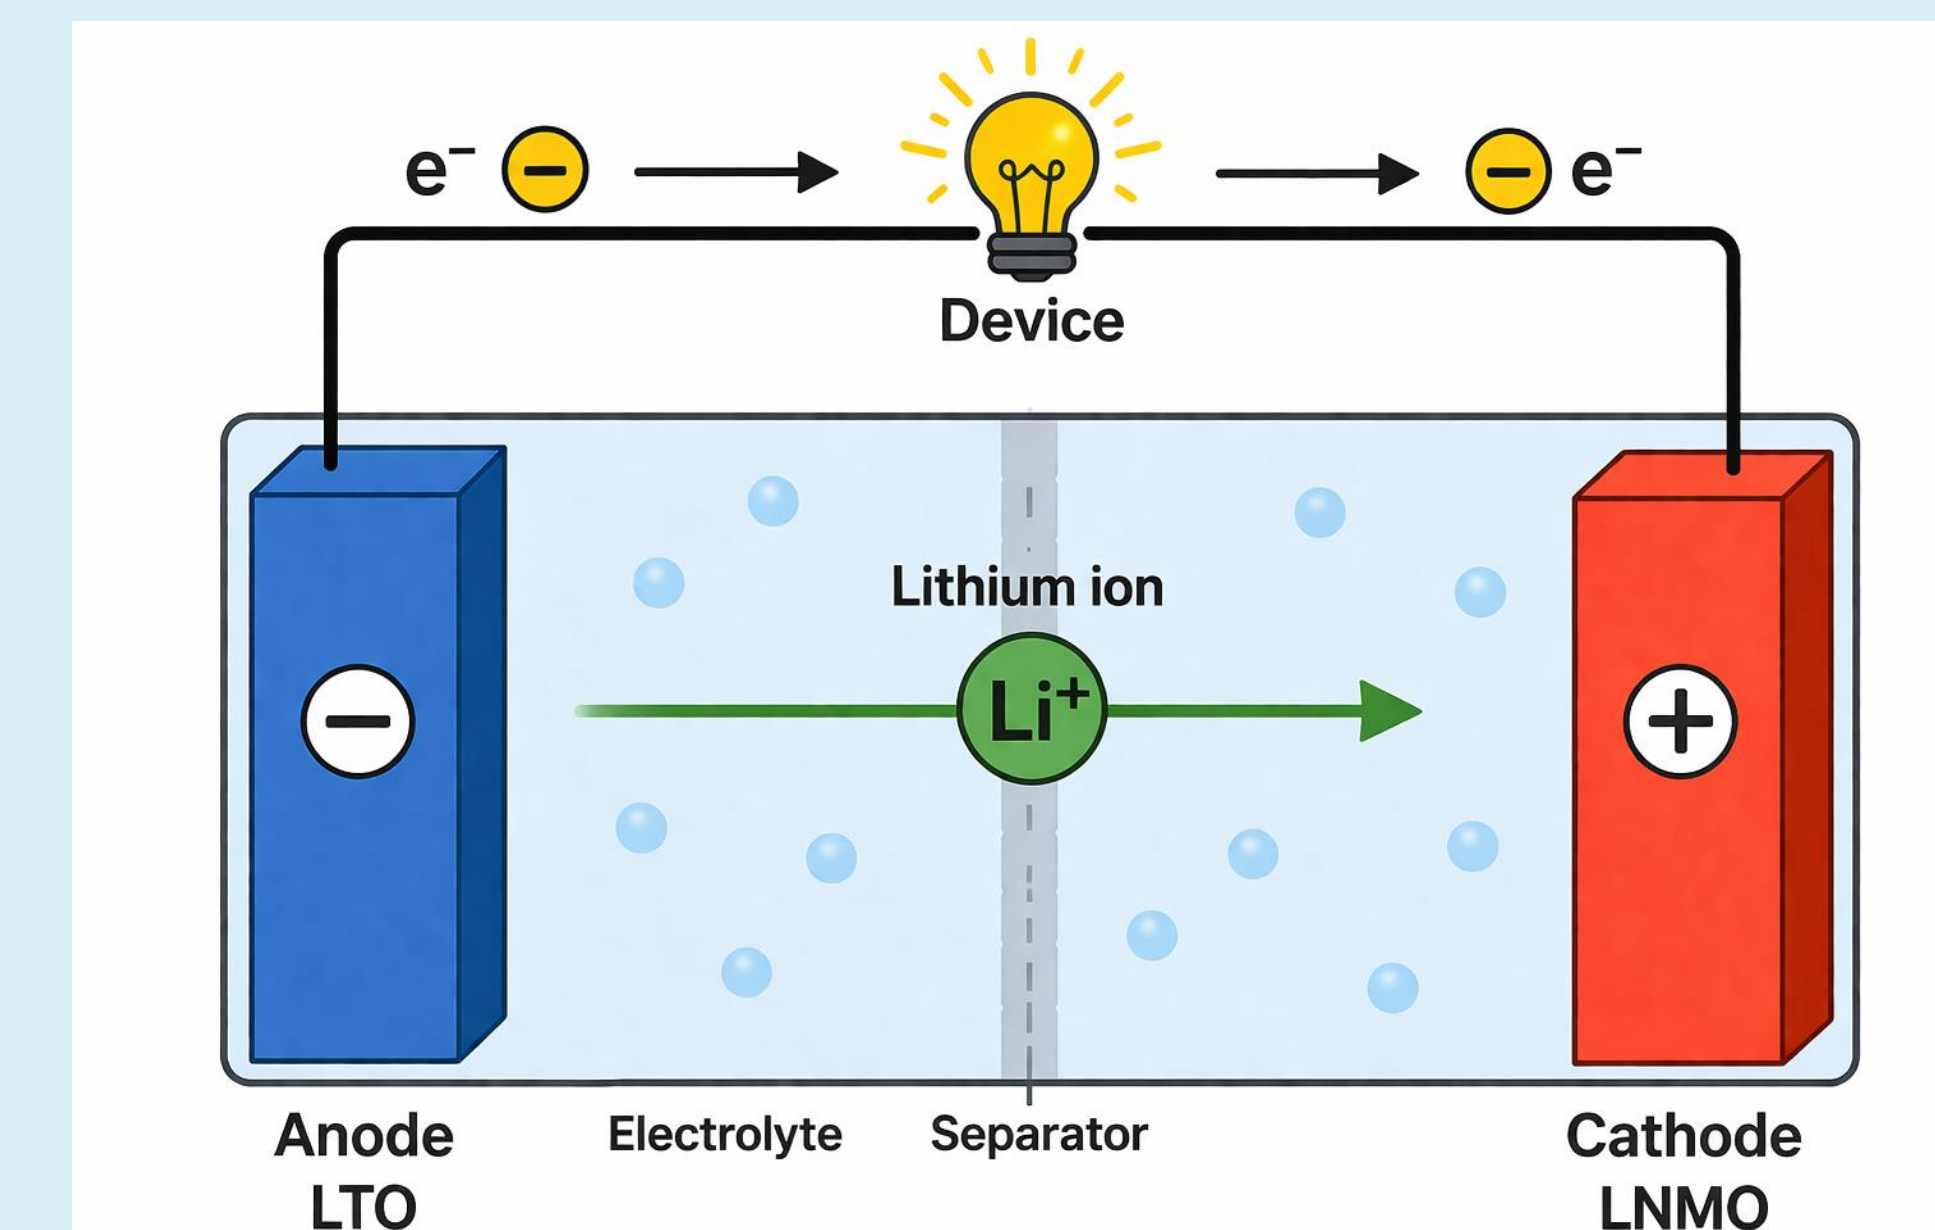 e⁻ − − e⁻
Device
Lithium ion
Li⁺
− +
Anode Electrolyte Separator Cathode
LTO LNMO